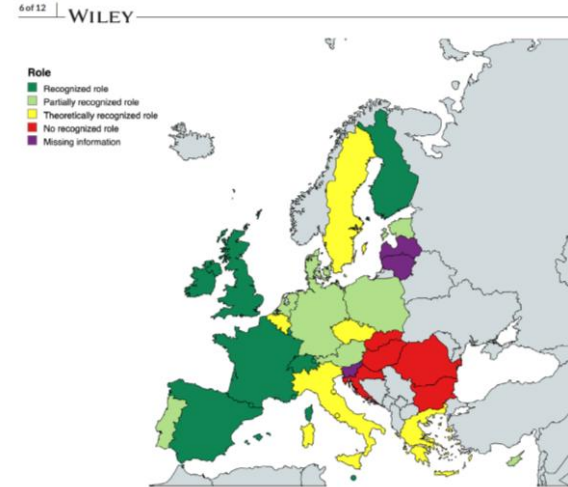 6 of 12
WILEY
Role
Recognized role
Partially recognized role
Theoretically recognized role
No recognized role
Missing information